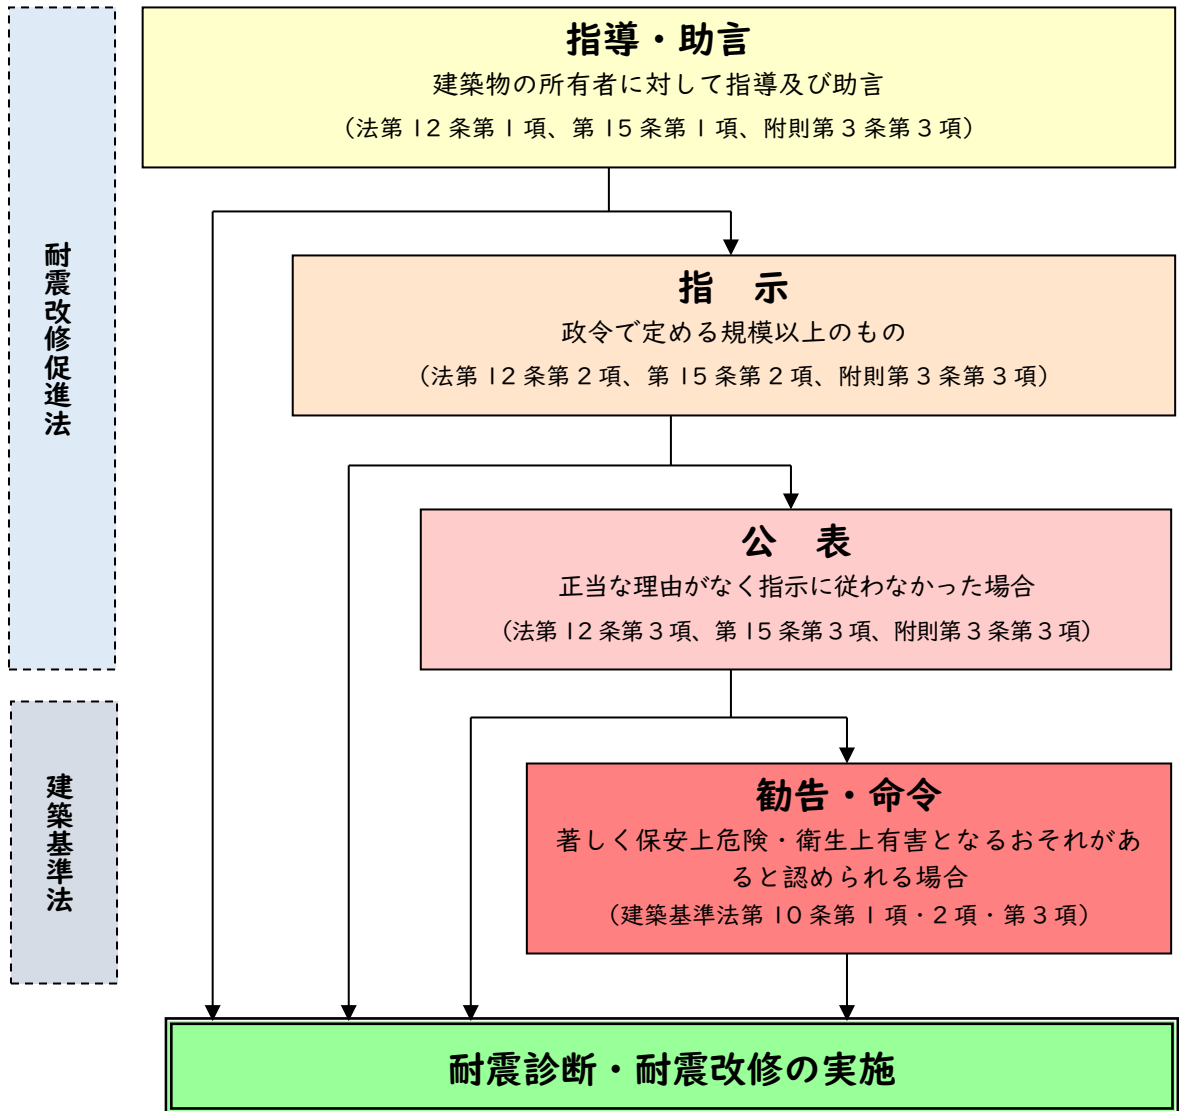 耐震改修促進法
指導・助言
建築物の所有者に対して指導及び助言
（法第12条第1項、第15条第1項、附則第3条第3項）
指　示
政令で定める規模以上のもの
（法第12条第2項、第15条第2項、附則第3条第3項）
公　表
正当な理由がなく指示に従わなかった場合
（法第12条第3項、第15条第3項、附則第3条第3項）
建築基準法
勧告・命令
著しく保安上危険・衛生上有害となるおそれがあ
ると認められる場合
（建築基準法第10条第1項・2項・第3項）
耐震診断・耐震改修の実施